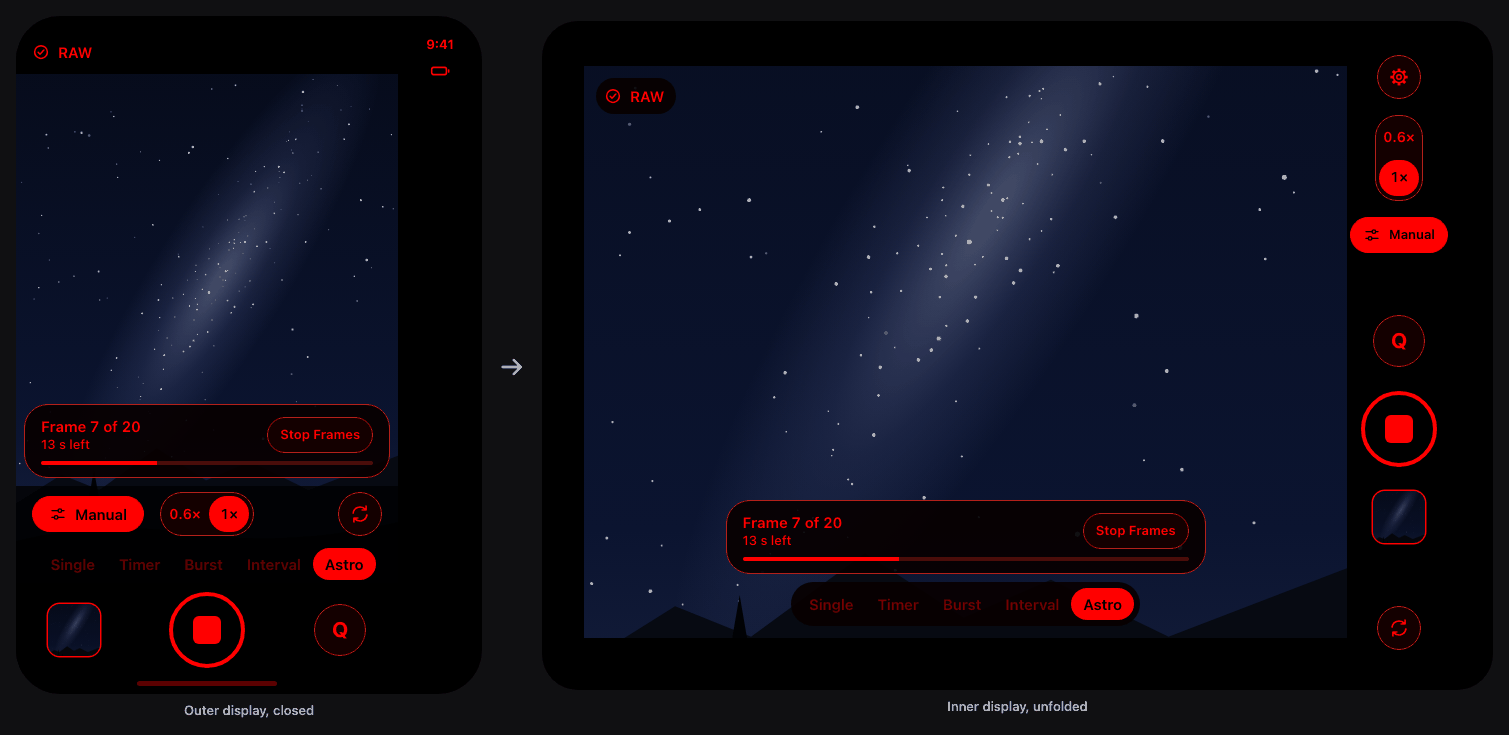 RAW
9:41
Frame 7 of 20
13 s left
Stop Frames
Manual
0.6×
1×
Single
Timer
Burst
Interval
Astro
Q
Outer display, closed
→
RAW
0.6×
1×
Manual
Q
Frame 7 of 20
13 s left
Stop Frames
Single
Timer
Burst
Interval
Astro
Inner display, unfolded